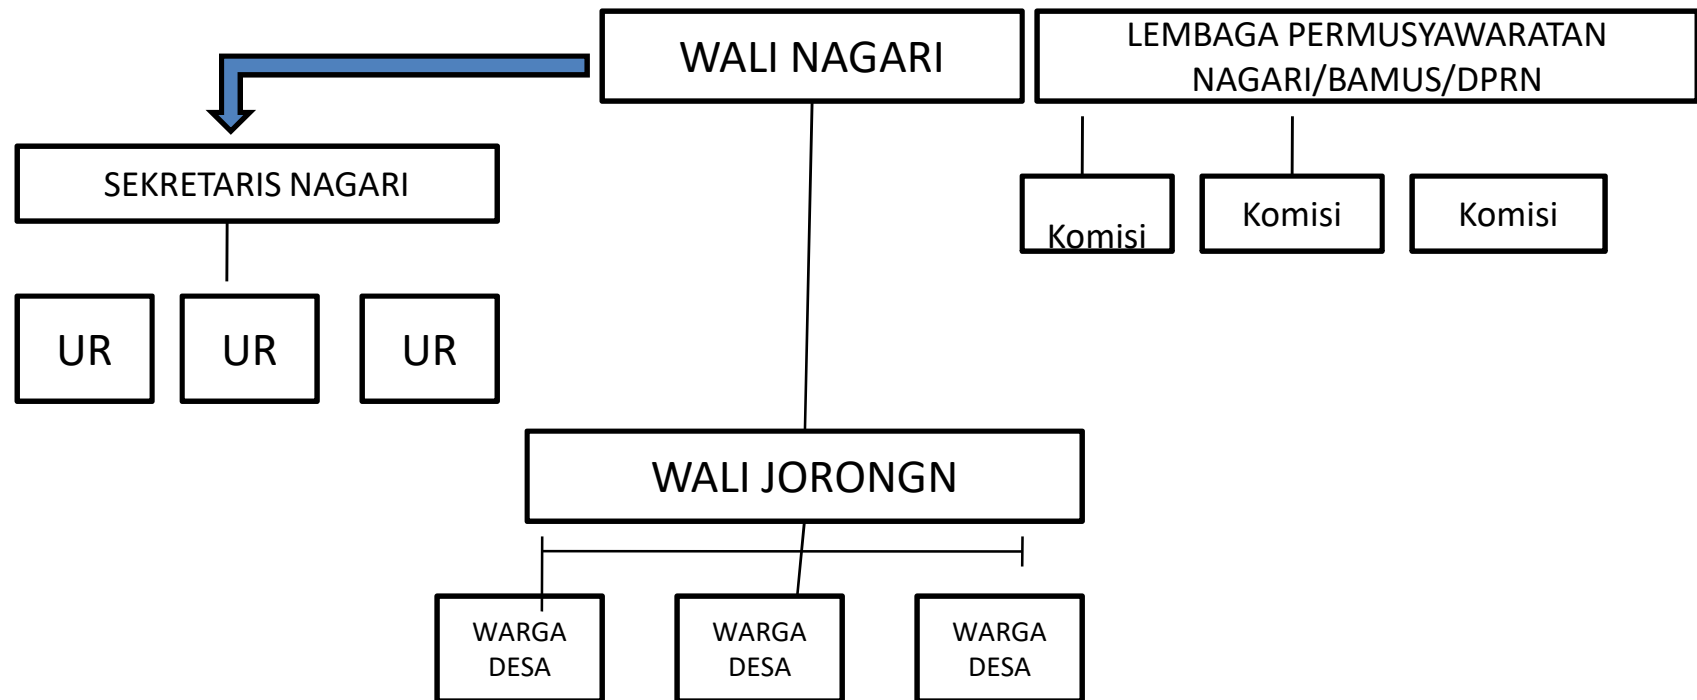 WALI NAGARI
LEMBAGA PERMUSYAWARATAN
NAGARI/BAMUS/DPRN
SEKRETARIS NAGARI
Komisi
Komisi
Komisi
UR
UR
UR
WALI JORONGN
WARGA
DESA
WARGA
DESA
WARGA
DESA